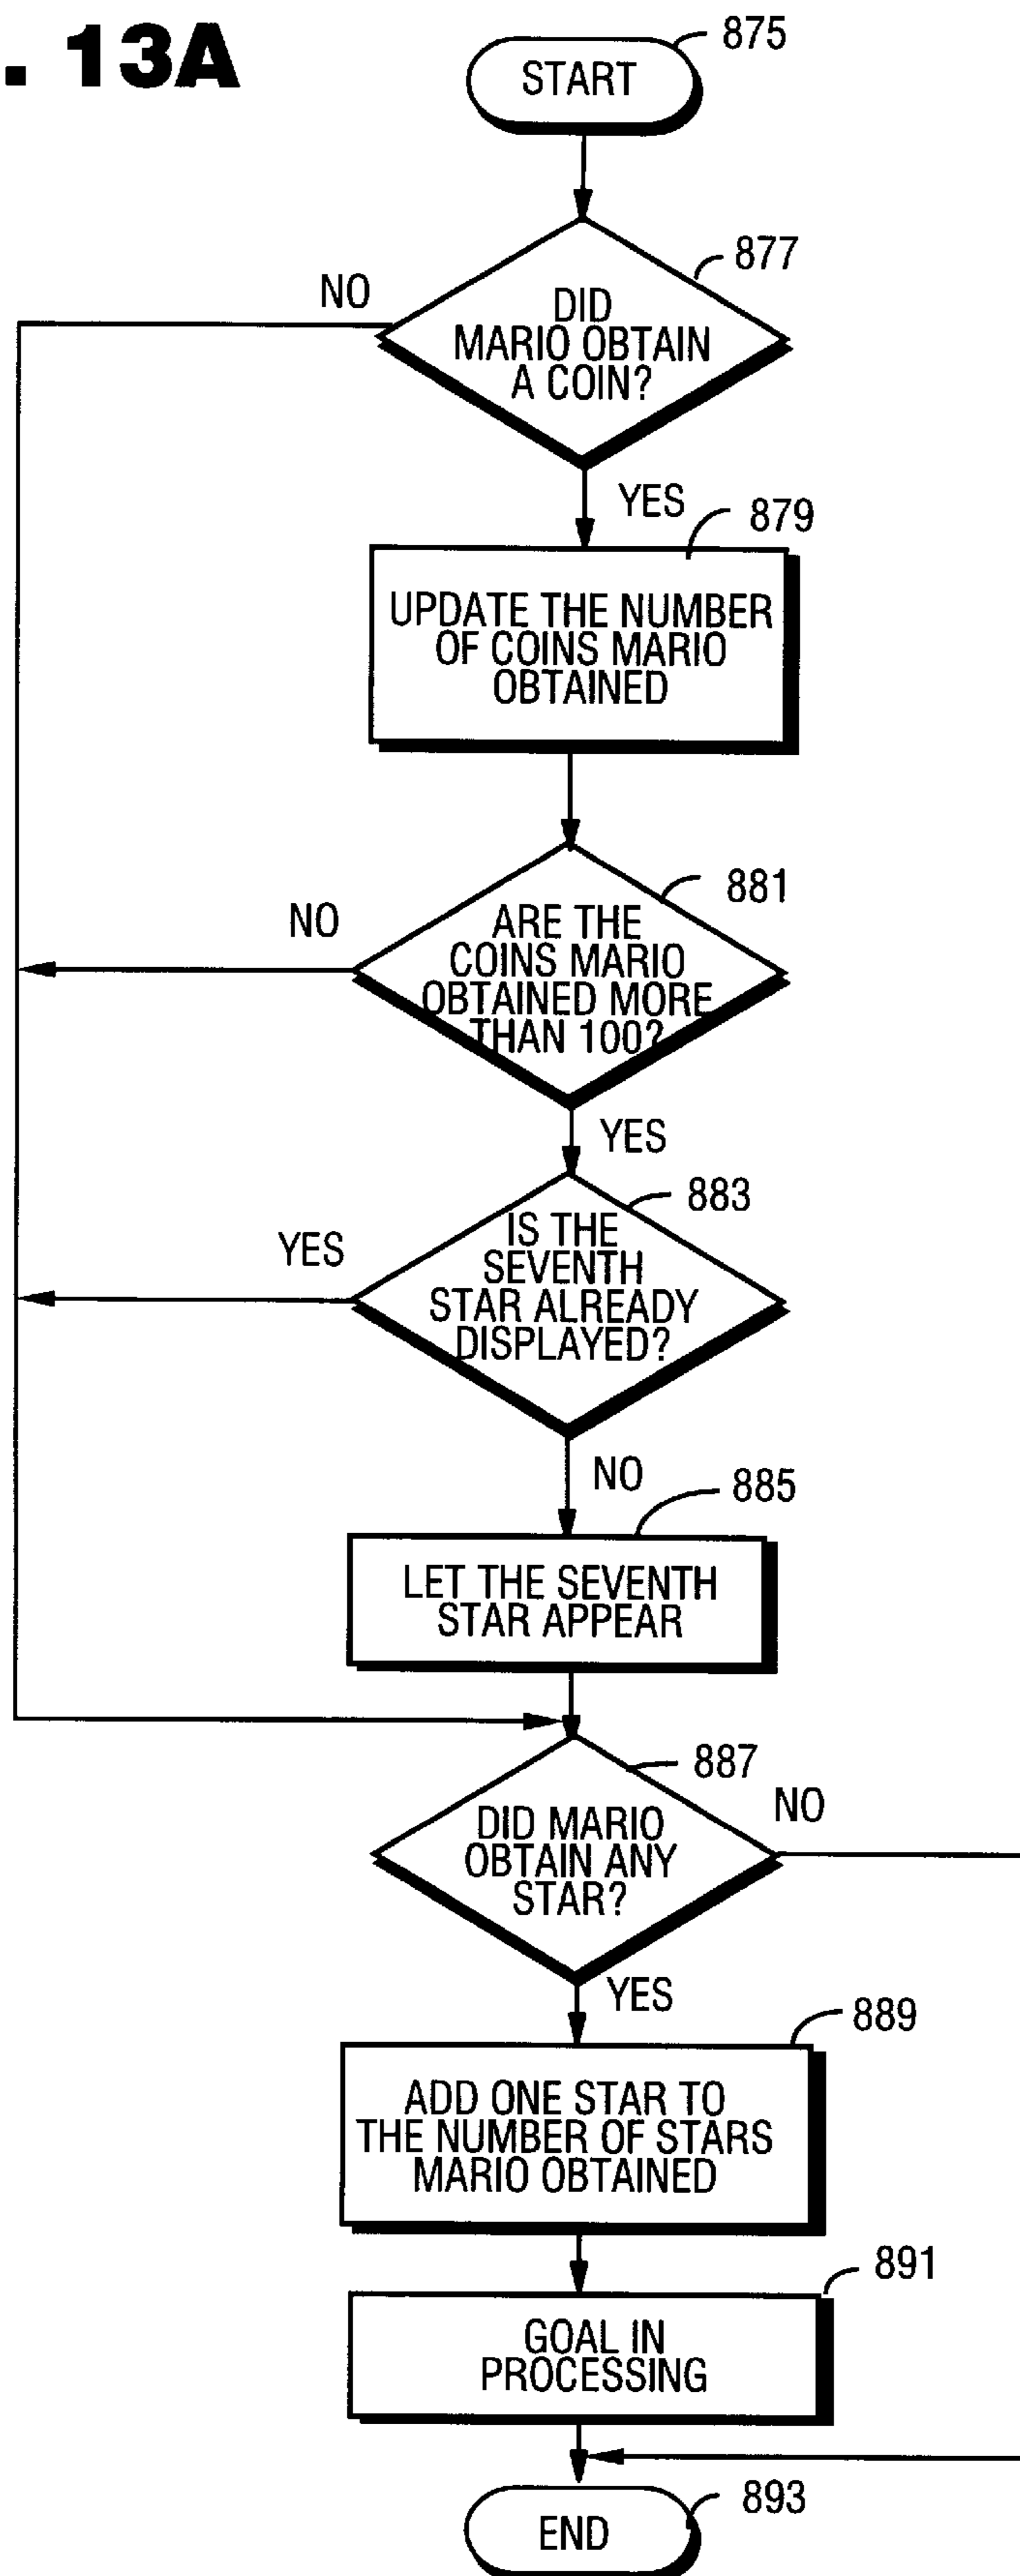 . 13A
START
875
877
NO
DID
MARIO OBTAIN
A COIN?
YES
879
UPDATE THE NUMBER
OF COINS MARIO
OBTAINED
881
NO
ARE THE
COINS MARIO
OBTAINED MORE
THAN 100?
YES
883
YES
IS THE
SEVENTH
STAR ALREADY
DISPLAYED?
NO
885
LET THE SEVENTH
STAR APPEAR
887
NO
DID MARIO
OBTAIN ANY
STAR?
YES
889
ADD ONE STAR TO
THE NUMBER OF STARS
MARIO OBTAINED
891
GOAL IN
PROCESSING
893
END